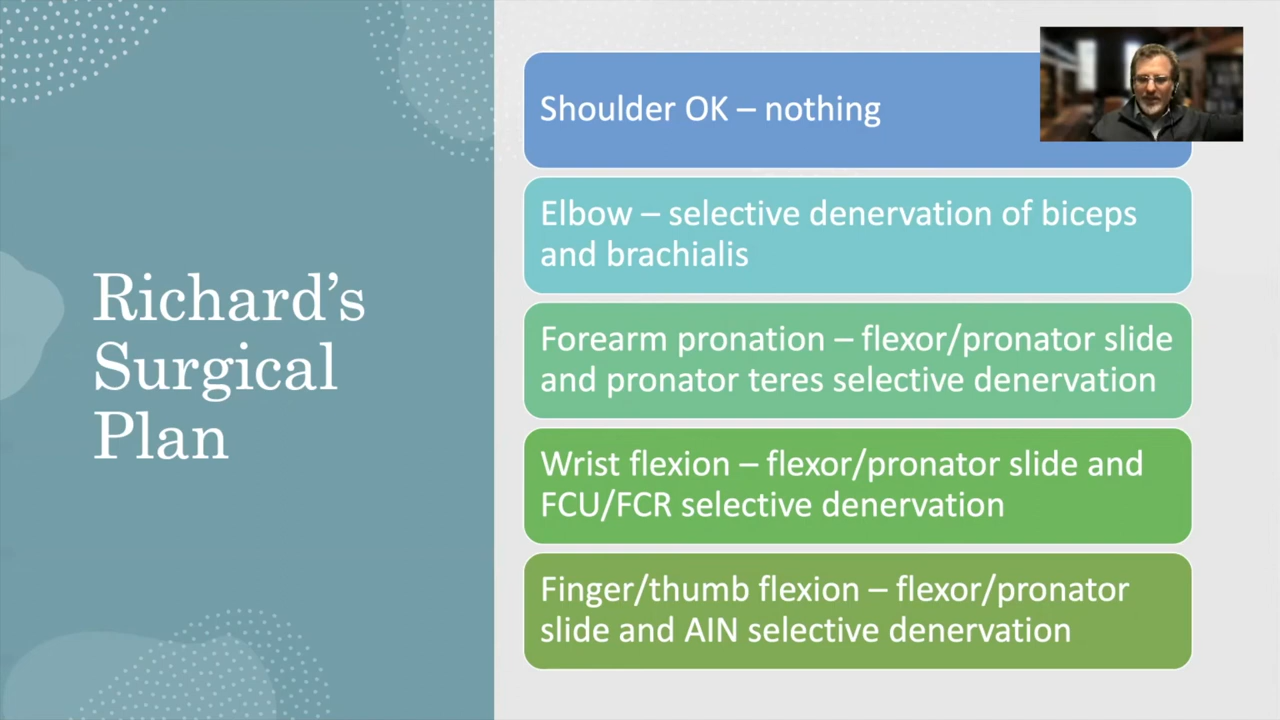 Richard’s
Surgical
Plan
Shoulder OK – nothing
Elbow – selective denervation of biceps
and brachialis
Forearm pronation – flexor/pronator slide
and pronator teres selective denervation
Wrist flexion – flexor/pronator slide and
FCU/FCR selective denervation
Finger/thumb flexion – flexor/pronator
slide and AIN selective denervation